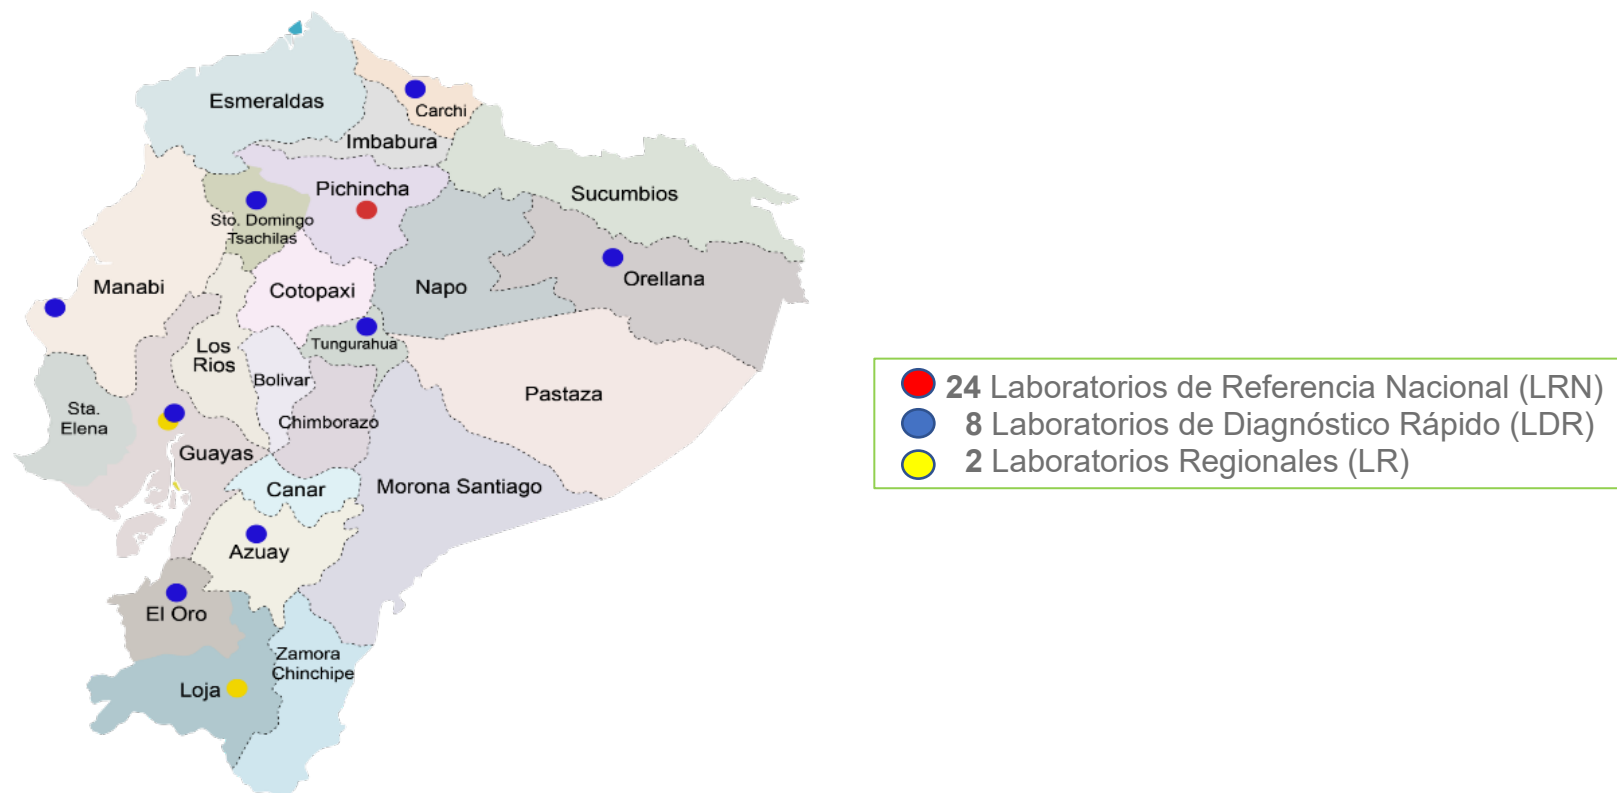 Esmeraldas
Carchi
Imbabura
Pichincha
Sucumbios
Sto. Domingo
Tsachilas
Manabi
Cotopaxi
Napo
Orellana
Los
Rios
Tungurahua
Bolivar
Pastaza
Sta.
Elena
Chimborazo
Guayas
Canar
Morona Santiago
Azuay
El Oro
Zamora
Chinchipe
Loja
24 Laboratorios de Referencia Nacional (LRN)
8 Laboratorios de Diagnóstico Rápido (LDR)
2 Laboratorios Regionales (LR)